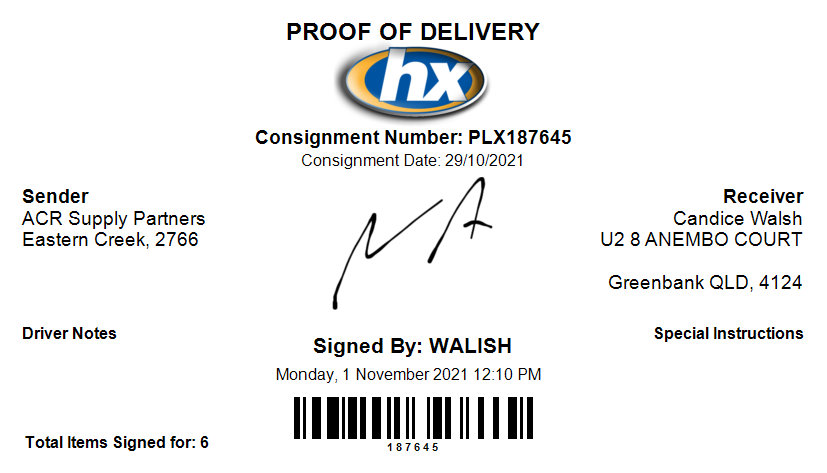 PROOF OF DELIVERY
hx
Consignment Number: PLX187645
Consignment Date: 29/10/2021
Sender
ACR Supply Partners
Eastern Creek, 2766
Receiver
Candice Walsh
U2 8 ANEMBO COURT
Greenbank QLD, 4124
NA
Driver Notes
Special Instructions
Signed By: WALISH
Monday, 1 November 2021 12:10 PM
187645
Total Items Signed for: 6